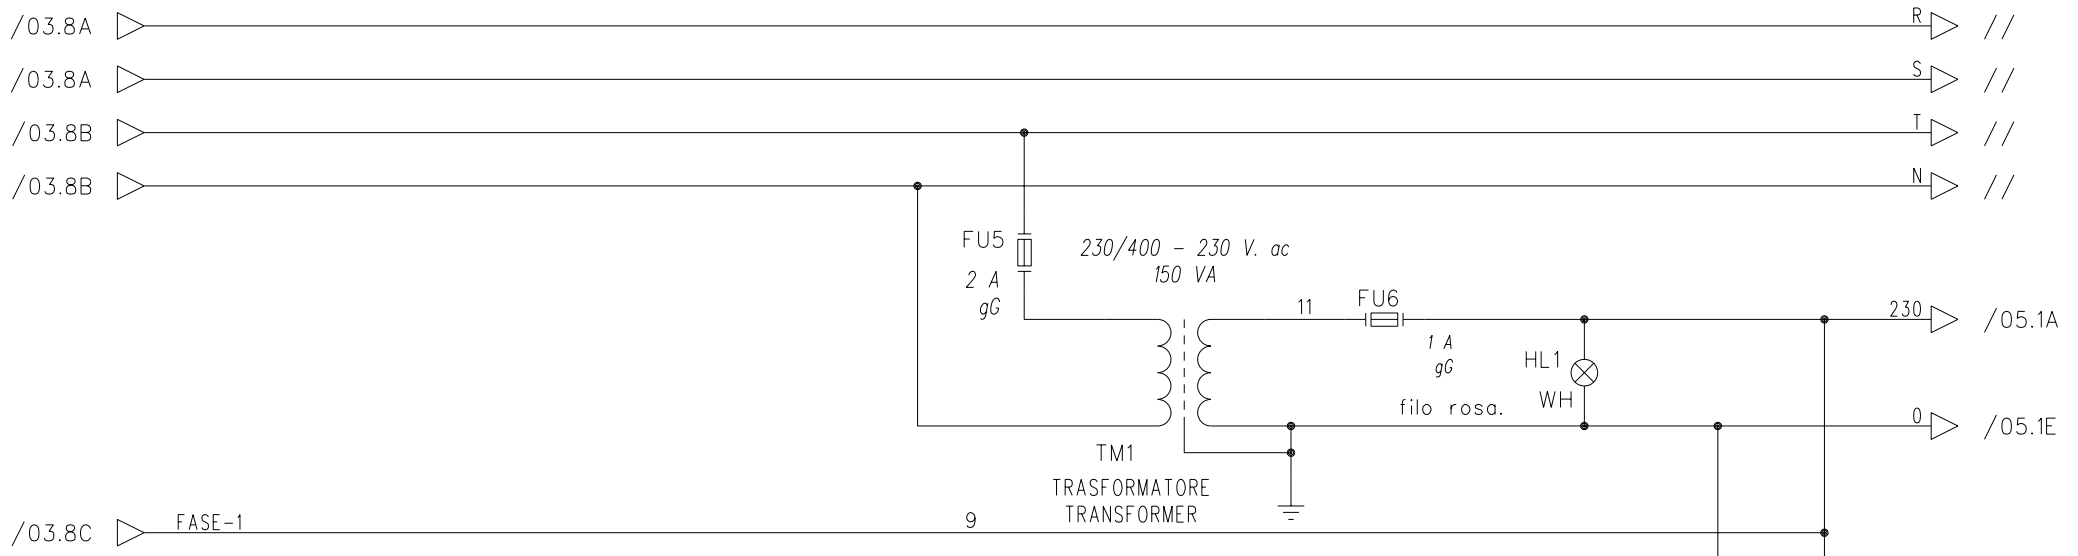 /03.8A R //
/03.8A S //
/03.8B T //
/03.8B N //
FU5
2 A
gG
230/400 - 230 V. ac
150 VA
11
FU6
1 A
gG
HL1
WH
filo rosa.
230 /05.1A
0 /05.1E
TM1
TRASFORMATORE
TRANSFORMER
/03.8C FASE-1 9